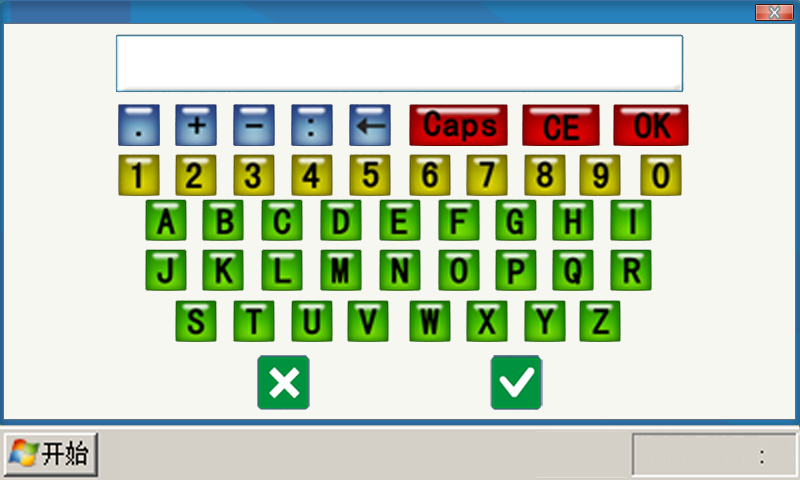 . + - : ← Caps CE OK
1 2 3 4 5 6 7 8 9 0
A B C D E F G H I
J K L M N O P Q R
S T U V W X Y Z
开始 :